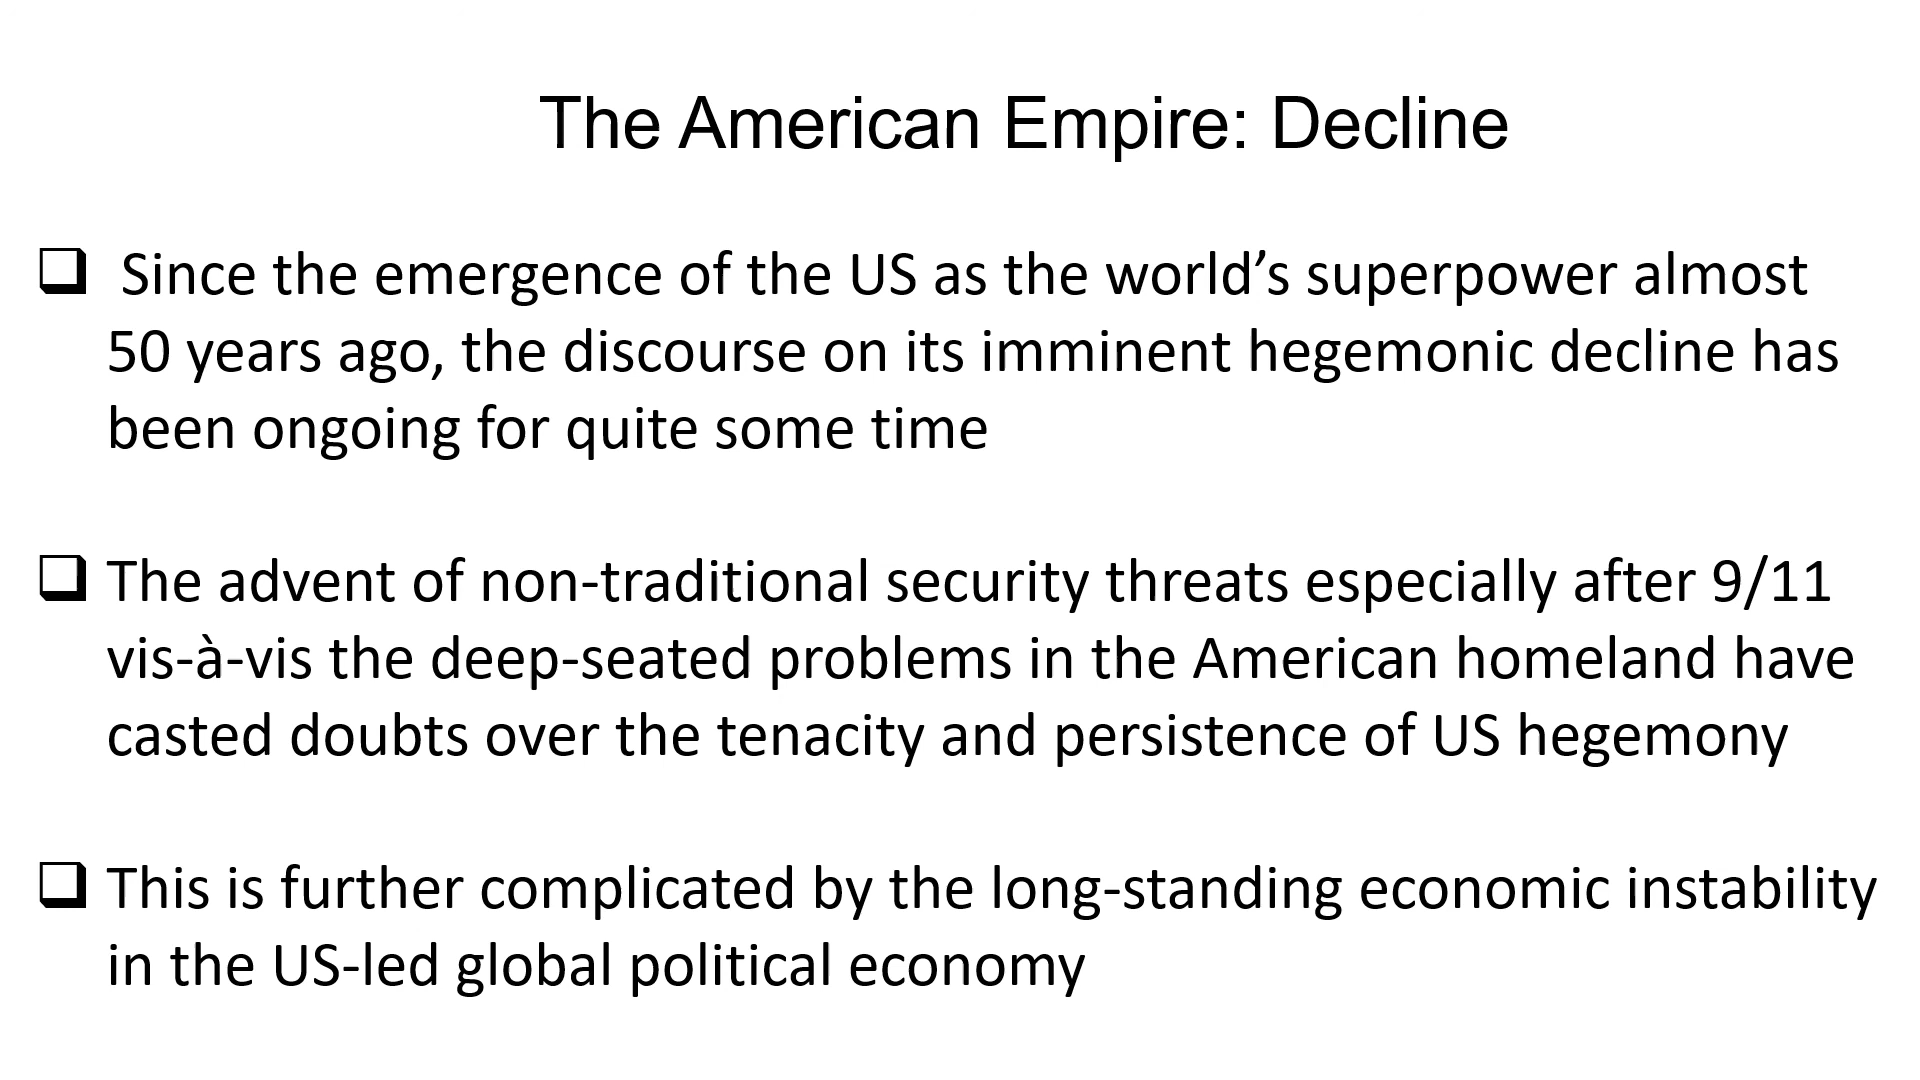 The American Empire: Decline
❑ Since the emergence of the US as the world’s superpower almost
50 years ago, the discourse on its imminent hegemonic decline has
been ongoing for quite some time
❑ The advent of non-traditional security threats especially after 9/11
vis-à-vis the deep-seated problems in the American homeland have
casted doubts over the tenacity and persistence of US hegemony
❑ This is further complicated by the long-standing economic instability
in the US-led global political economy